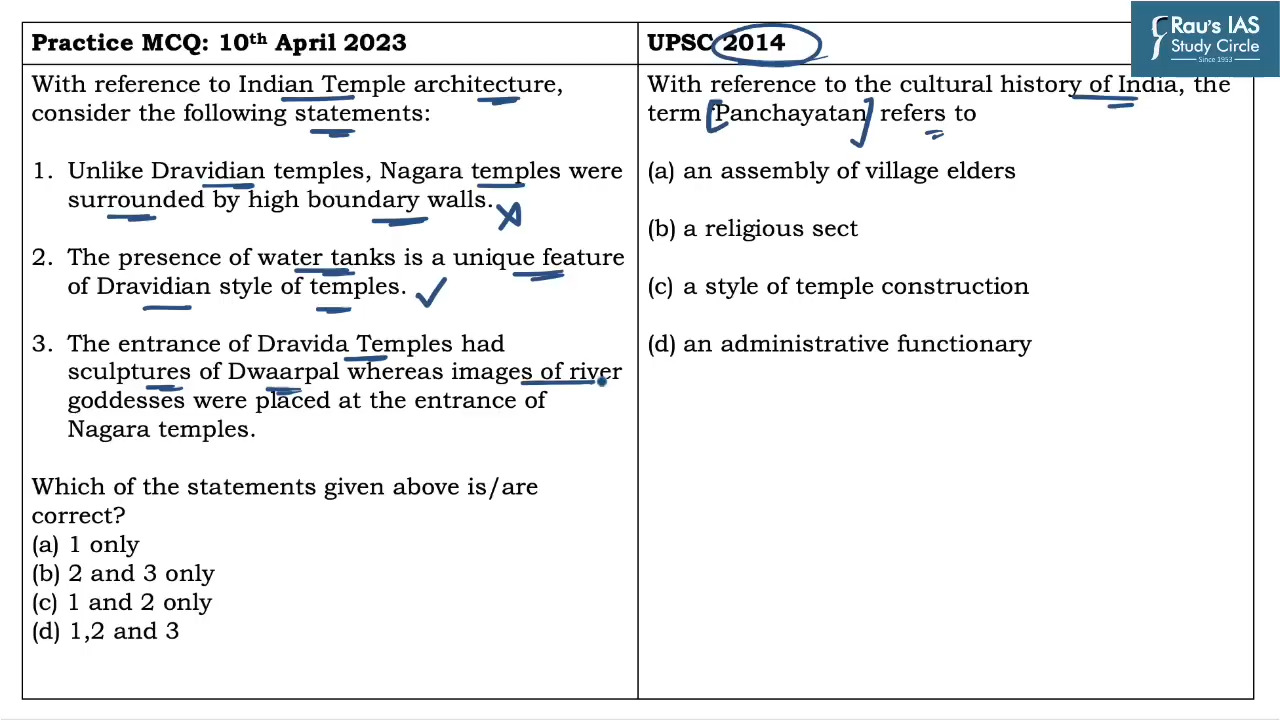 Practice MCQ: 10th April 2023
With reference to Indian Temple architecture,
consider the following statements:
1. Unlike Dravidian temples, Nagara temples were
surrounded by high boundary walls.
2. The presence of water tanks is a unique feature
of Dravidian style of temples.
3. The entrance of Dravida Temples had
sculptures of Dwaarpal whereas images of river
goddesses were placed at the entrance of
Nagara temples.
Which of the statements given above is/are
correct?
(a) 1 only
(b) 2 and 3 only
(c) 1 and 2 only
(d) 1,2 and 3
UPSC 2014
With reference to the cultural history of India, the
term 'Panchayatan' refers to
(a) an assembly of village elders
(b) a religious sect
(c) a style of temple construction
(d) an administrative functionary
Rau's IAS
Study Circle
Since 1953